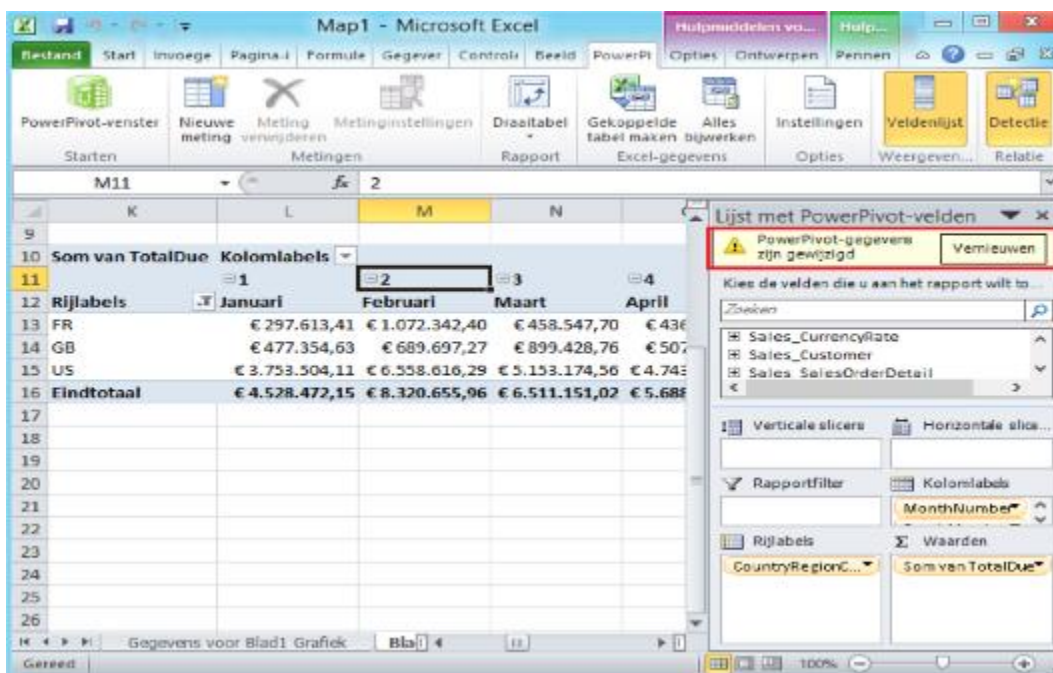 Map1 - Microsoft Excel
Hulpmiddelen vo...
Hulp...
Bestand Start Invoege Pagina-i Formule Gegever Control Beeld PowerPi Opties Ontwerpen Pennen
PowerPivot-venster
Nieuwe meting
Meting verwijderen
Metinginstellingen
Draaitabel
Gekoppelde tabel maken
Alles bijwerken
Instellingen
Veldenlijst
Detectie
Starten Metingen Rapport Excel-gegevens Opties Weergeven... Relatie
M11 fx 2
K L M N
9
10 Som van TotalDue Kolomlabels
11 1 2 3 4
12 Rijlabels Januari Februari Maart April
13 FR € 297.613,41 € 1.072.342,40 € 458.547,70 € 436
14 GB € 477.354,63 € 689.697,27 € 899.428,76 € 507
15 US € 3.753.504,11 € 6.558.616,29 € 5.153.174,56 € 4.743
16 Eindtotaal € 4.528.472,15 € 8.320.655,96 € 6.511.151,02 € 5.688
17
18
19
20
21
22
23
24
25
26
Gegevens voor Blad1 Grafiek
Gereed
100%
Lijst met PowerPivot-velden
PowerPivot-gegevens
zijn gewijzigd
Vernieuwen
Kies de velden die u aan het rapport wilt to...
Zoeken
Sales_CurrencyRate
Sales_Customer
Sales_SalesOrderDetail
Verticale slicers
Horizontale slice...
Rapportfilter
Kolomlabels
MonthNumber
Rijlabels
Σ Waarden
CountryRegionC...
Som van TotalDue